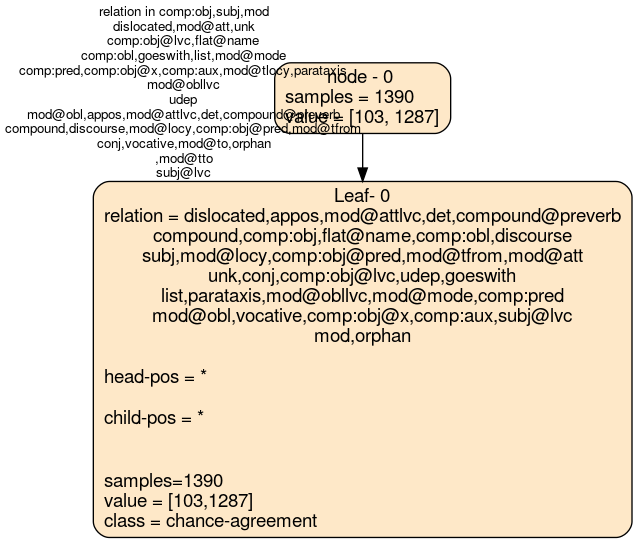 relation in comp:obj,subj,mod
dislocated,mod@att,unk
comp:obj@lvc,flat@name
comp:obl,goeswith,list,mod@mode
comp:pred,comp:obj@x,comp:aux,mod@tlocy,parataxis
mod@obllvc
udep
mod@obl,appos,mod@attlvc,det,compound@preverb
compound,discourse,mod@locy,comp:obj@pred,mod@tfrom
conj,vocative,mod@to,orphan
,mod@tto
subj@lvc
node - 0
samples = 1390
value = [103, 1287]
Leaf- 0
relation = dislocated,appos,mod@attlvc,det,compound@preverb
compound,comp:obj,flat@name,comp:obl,discourse
subj,mod@locy,comp:obj@pred,mod@tfrom,mod@att
unk,conj,comp:obj@lvc,udep,goeswith
list,parataxis,mod@obllvc,mod@mode,comp:pred
mod@obl,vocative,comp:obj@x,comp:aux,subj@lvc
mod,orphan
head-pos = *
child-pos = *
samples=1390
value = [103,1287]
class = chance-agreement